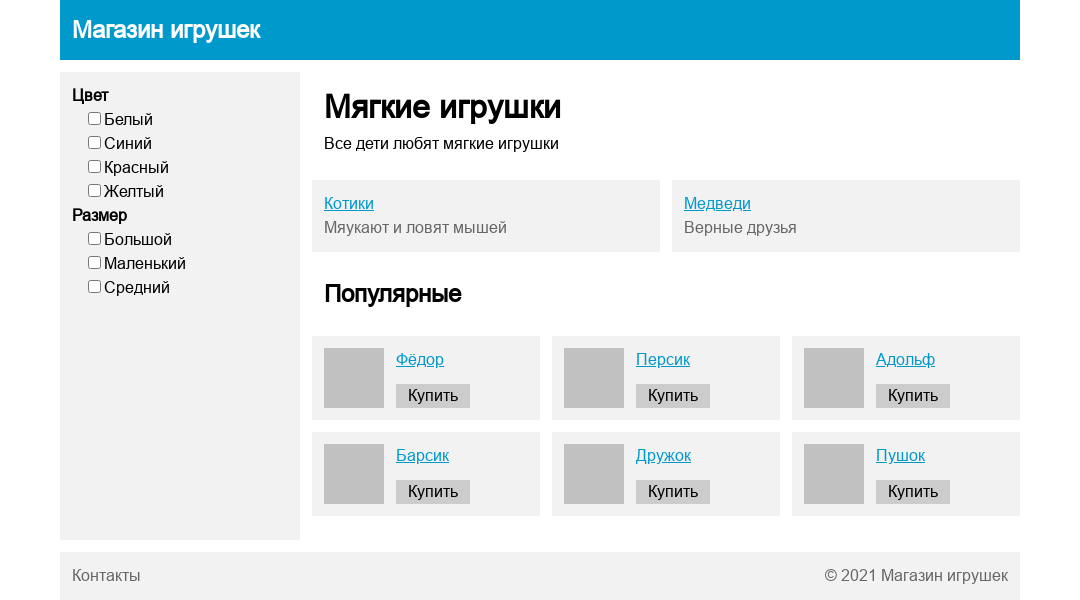 Магазин игрушек
Цвет
Белый
Синий
Красный
Желтый
Размер
Большой
Маленький
Средний
Мягкие игрушки
Все дети любят мягкие игрушки
Котики
Мяукают и ловят мышей
Медведи
Верные друзья
Популярные
Фёдор
Купить
Персик
Купить
Адольф
Купить
Барсик
Купить
Дружок
Купить
Пушок
Купить
Контакты
© 2021 Магазин игрушек